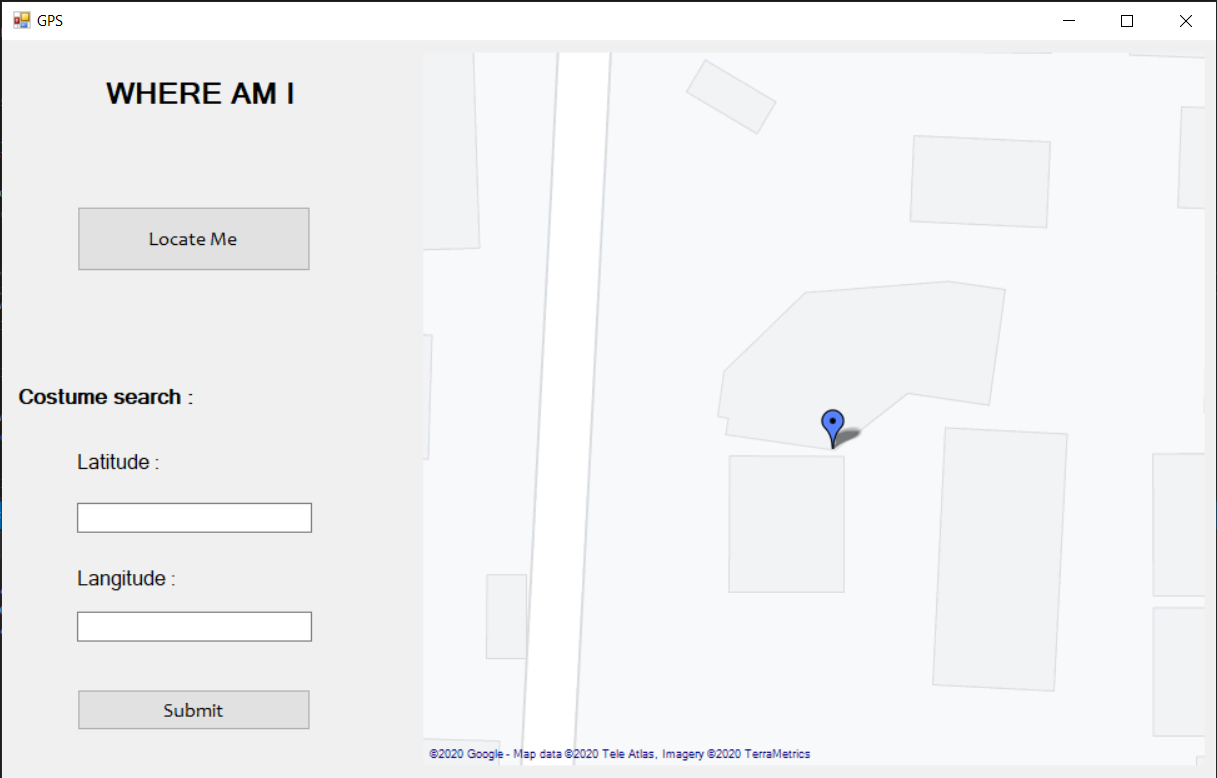 GPS
WHERE AM I
Locate Me
Costume search :
Latitude :
Langitude :
Submit
©2020 Google - Map data ©2020 Tele Atlas, Imagery ©2020 TerraMetrics